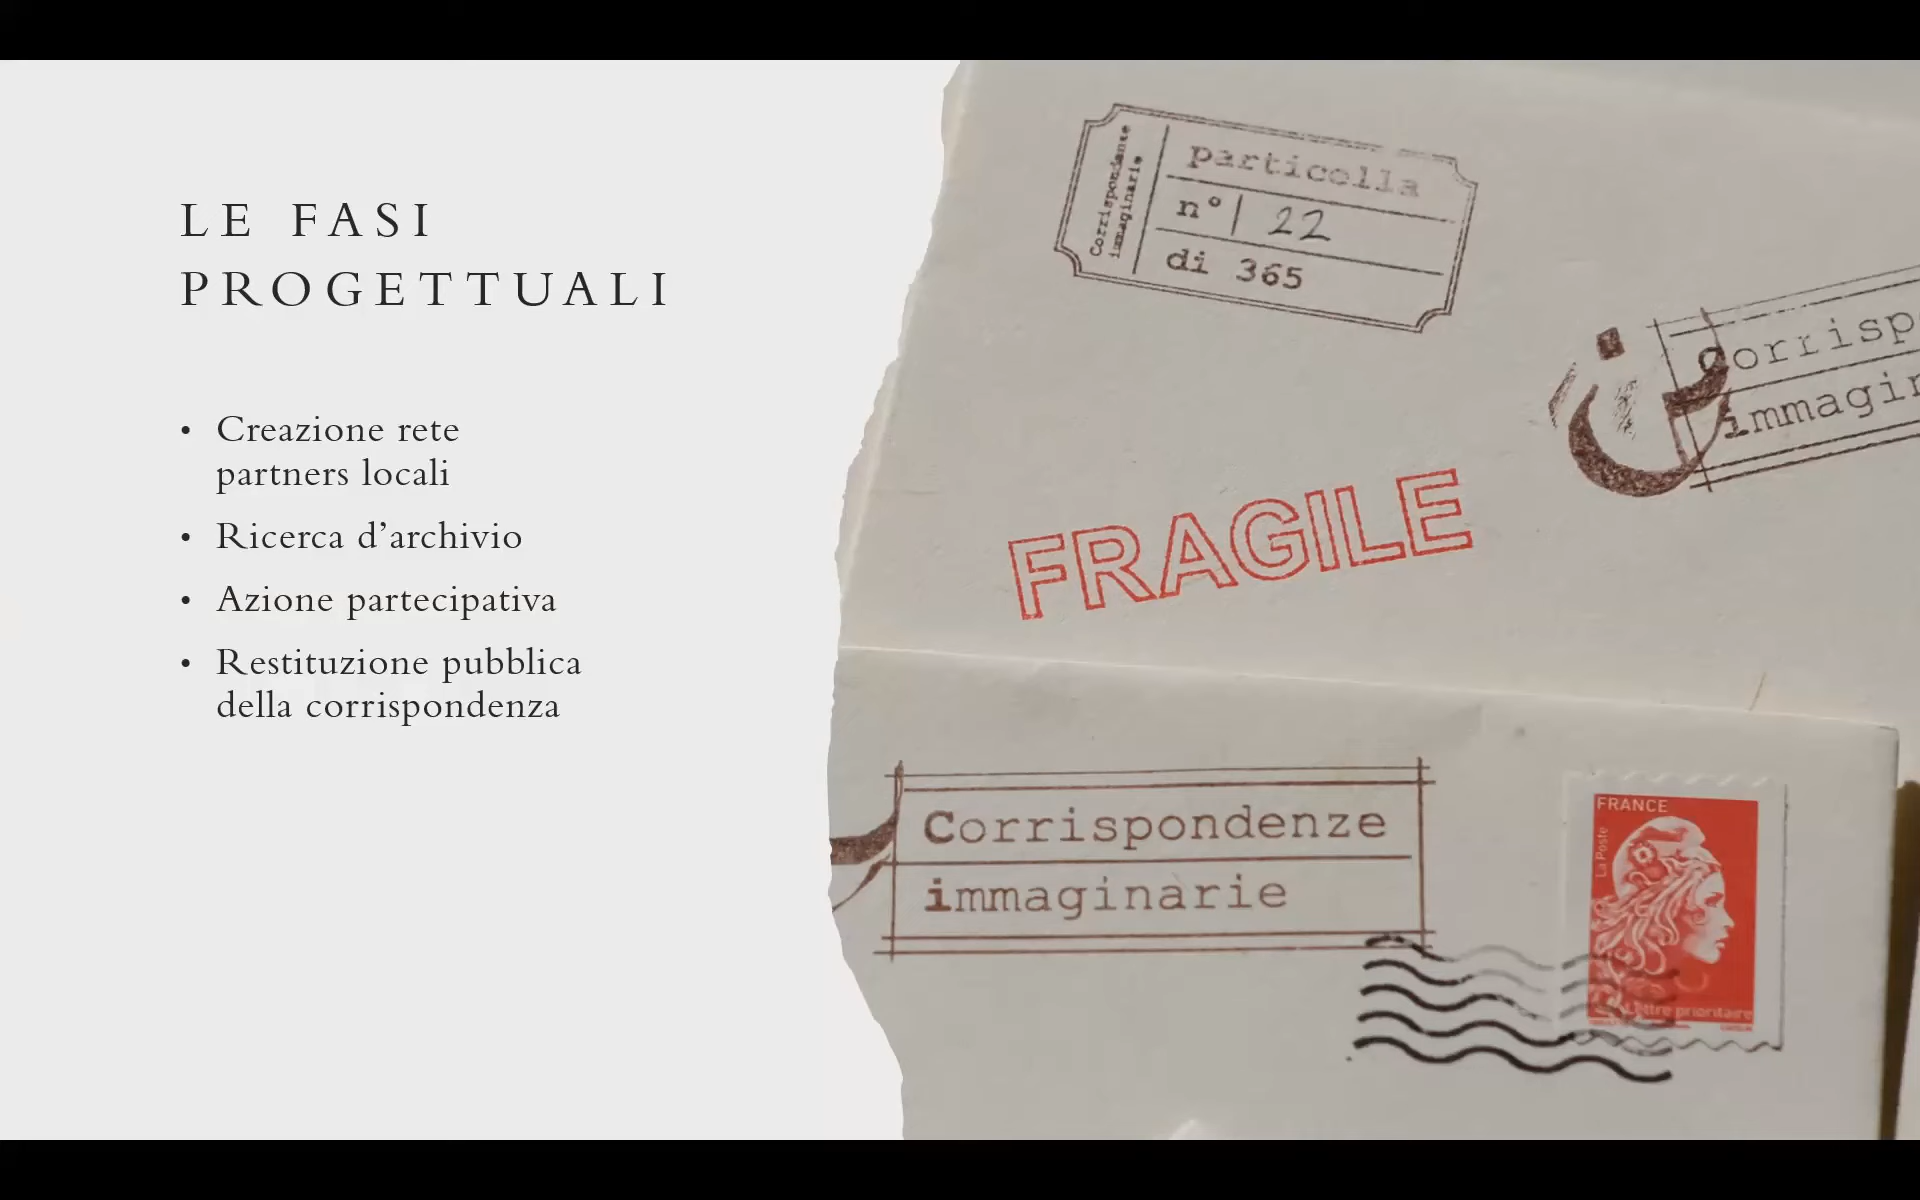 LE FASI
PROGETTUALI
• Creazione rete
partners locali
• Ricerca d’archivio
• Azione partecipativa
• Restituzione pubblica
della corrispondenza
Corrispondenze
immaginarie
particella
n° 22
di 365
Corrisp
immagin
FRAGILE
Corrispondenze
immaginarie
FRANCE
La Poste
Lettre prioritaire